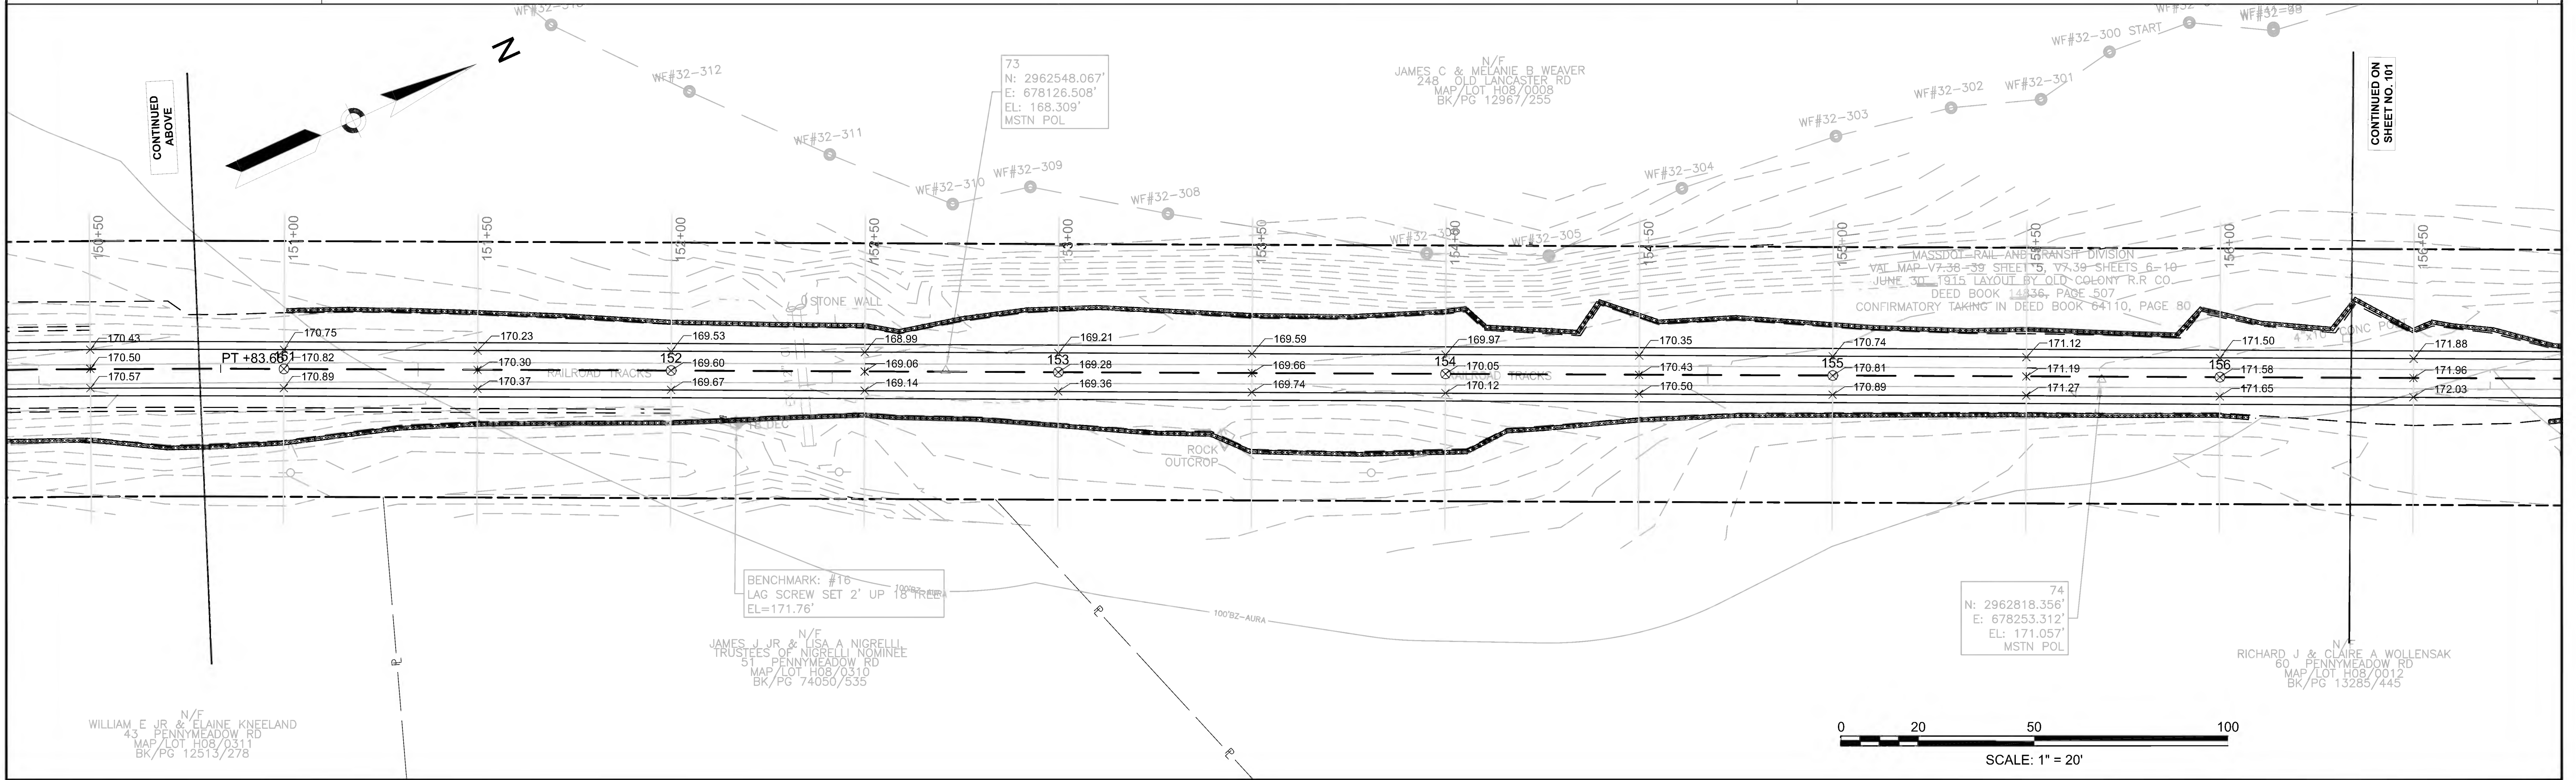 WF#32-312
WF#32-311
WF#32-310
WF#32-309
WF#32-308
WF#32-305
WF#32-304
WF#32-303
WF#32-302
WF#32-301
WF#32-300 START
N
CONTINUED
ABOVE
73
N: 2962548.067'
E: 678126.508'
EL: 168.309'
MSTN POL
N/F
JAMES C & MELANIE B WEAVER
248 OLD LANCASTER RD
MAP/LOT H08/0008
BK/PG 12967/255
CONTINUED ON
SHEET NO. 101
150+50
151+00
151+50
152+00
152+50
153+00
153+50
154+00
154+50
155+00
155+50
156+00
156+50
MASSDOT-RAIL AND TRANSIT DIVISION
VAL MAP V7.38-39 SHEET 5, V7.39 SHEETS 6-10
JUNE 30, 1915 LAYOUT BY OLD COLONY R.R CO.
DEED BOOK 14836, PAGE 507
CONFIRMATORY TAKING IN DEED BOOK 64110, PAGE 80
STONE WALL
4"x10" CONC POST
170.43
170.75
170.23
169.53
168.99
169.21
169.59
169.97
170.35
170.74
171.12
171.50
171.88
170.50
PT +83.66
151
170.82
170.30
152
169.60
169.06
153
169.28
169.66
154
170.05
170.43
155
170.81
171.19
156
171.58
171.96
RAILROAD TRACKS
RAILROAD TRACKS
170.57
170.89
170.37
169.67
169.14
169.36
169.74
170.12
170.50
170.89
171.27
171.65
172.03
18 DEC
ROCK
OUTCROP
BENCHMARK: #16
LAG SCREW SET 2' UP 18"TREE
EL=171.76'
100'BZ-AURA
100'BZ-AURA
74
N: 2962818.356'
E: 678253.312'
EL: 171.057'
MSTN POL
N/F
JAMES J JR & LISA A NIGRELLI,
TRUSTEES OF NIGRELLI NOMINEE
51 PENNYMEADOW RD
MAP/LOT H08/0310
BK/PG 74050/535
N/F
RICHARD J & CLAIRE A WOLLENSAK
60 PENNYMEADOW RD
MAP/LOT H08/0012
BK/PG 13285/445
N/F
WILLIAM E JR & ELAINE KNEELAND
43 PENNYMEADOW RD
MAP/LOT H08/0311
BK/PG 12513/278
PL
PL
PL
0 20 50 100
SCALE: 1" = 20'